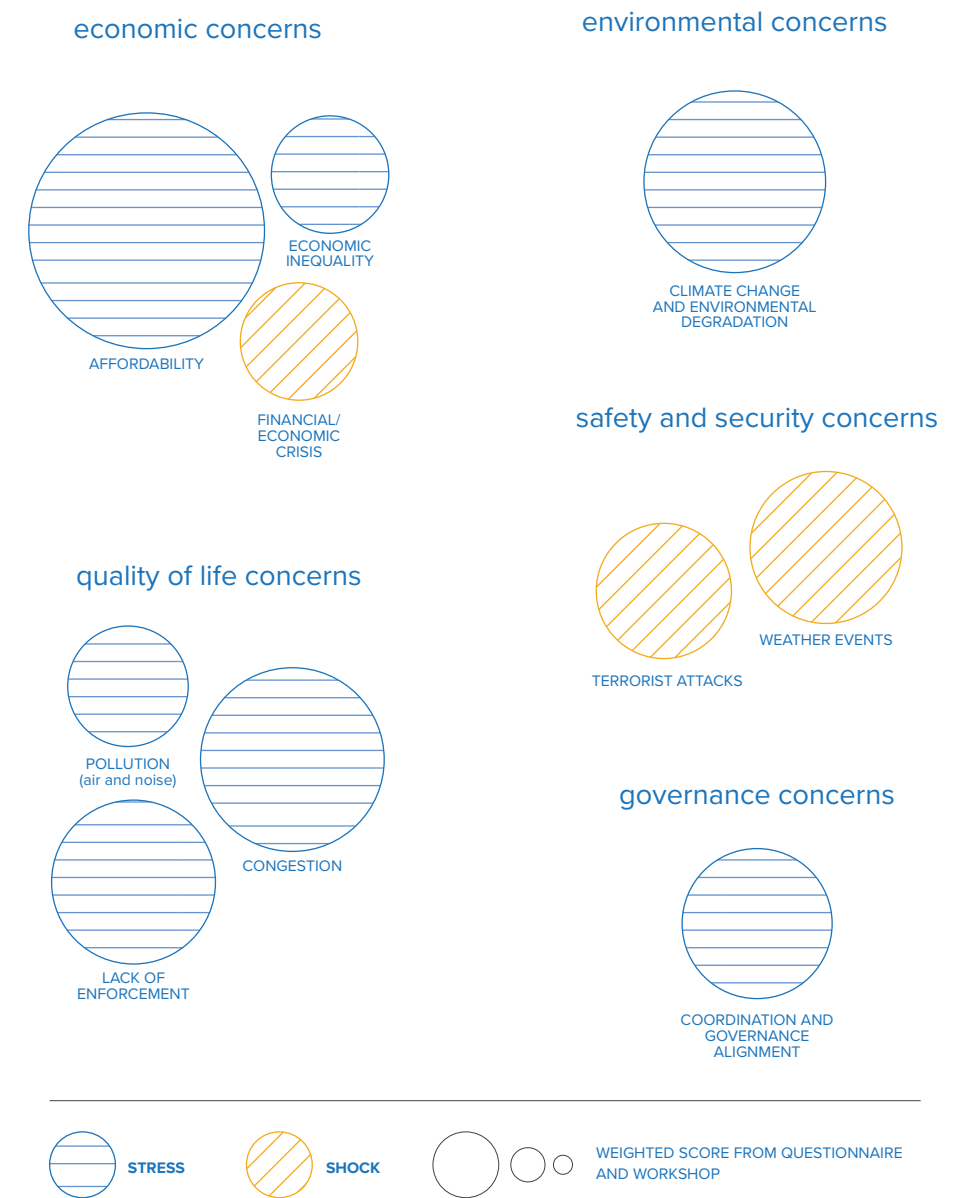 economic concerns
ECONOMIC
INEQUALITY
AFFORDABILITY
FINANCIAL/
ECONOMIC
CRISIS
environmental concerns
CLIMATE CHANGE
AND ENVIRONMENTAL
DEGRADATION
safety and security concerns
WEATHER EVENTS
TERRORIST ATTACKS
quality of life concerns
POLLUTION
(air and noise)
CONGESTION
LACK OF
ENFORCEMENT
governance concerns
COORDINATION AND
GOVERNANCE
ALIGNMENT
STRESS
SHOCK
WEIGHTED SCORE FROM QUESTIONNAIRE
AND WORKSHOP